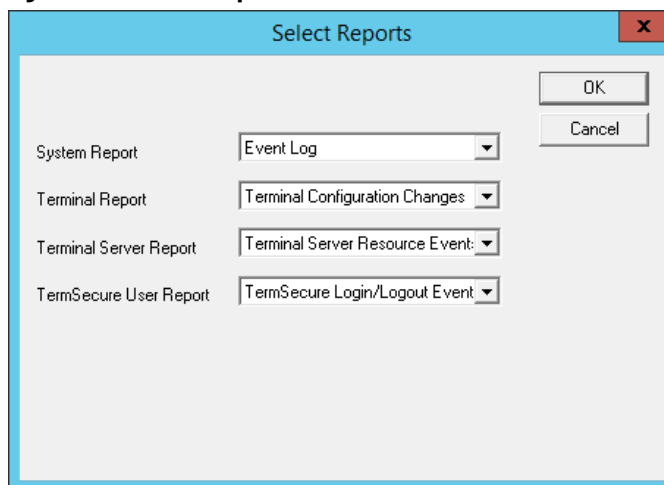 Select Reports
x
OK
Cancel
System Report
Event Log
Terminal Report
Terminal Configuration Changes
Terminal Server Report
Terminal Server Resource Event
TermSecure User Report
TermSecure Login/Logout Event